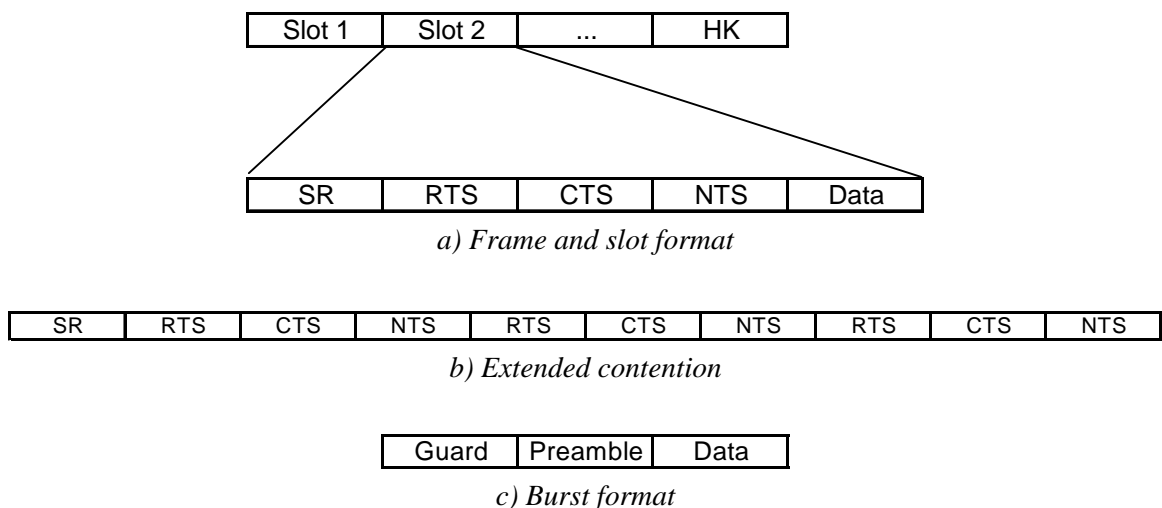 Slot 1 Slot 2 ... HK
SR RTS CTS NTS Data
a) Frame and slot format
SR RTS CTS NTS RTS CTS NTS RTS CTS NTS
b) Extended contention
Guard Preamble Data
c) Burst format